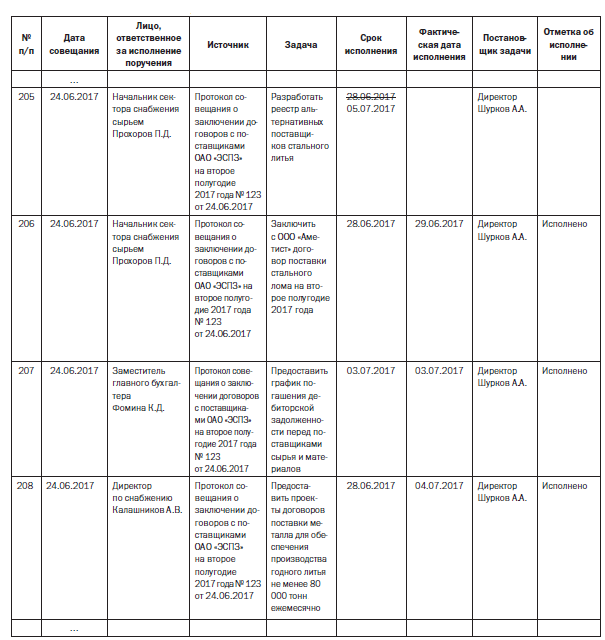 №
п/п
Дата
совещания
Лицо,
ответственное
за исполнение
поручения
Источник
Задача
Срок
исполнения
Фактиче-
ская дата
исполнения
Постанов-
щик задачи
Отметка об
исполне-
нии
...
205
24.06.2017
Начальник сек-
тора снабжения
сырьем
Прохоров П.Д.
Протокол со-
вещания о
заключении до-
говоров с по-
ставщиками
ОАО «ЭСПЗ»
на второе
полугодие
2017 года № 123
от 24.06.2017
Разработать
реестр аль-
тернативных
поставщи-
ков стального
литья
28.06.2017
05.07.2017
Директор
Шурков А.А.
206
24.06.2017
Начальник сек-
тора снабжения
сырьем
Прохоров П.Д.
Протокол со-
вещания о
заключении до-
говоров с по-
ставщиками
ОАО «ЭСПЗ» на
второе полуго-
дие 2017 года
№ 123
от 24.06.2017
Заключить
с ООО «Аме-
тист» дого-
вор поставки
стального
лома на вто-
рое полугодие
2017 года
28.06.2017
29.06.2017
Директор
Шурков А.А.
Исполнено
207
24.06.2017
Заместитель
главного бухгал-
тера
Фомина К.Д.
Протокол сове-
щания о заклю-
чении договоров
с поставщика-
ми ОАО «ЭСПЗ»
на второе полу-
годие 2017 года
№ 123
от 24.06.2017
Предоставить
график по-
гашения де-
биторской
задолженно-
сти перед по-
ставщиками
сырья и мате-
риалов
03.07.2017
03.07.2017
Директор
Шурков А.А.
Исполнено
208
24.06.2017
Директор
по снабжению
Калашников А.В.
Протокол со-
вещания о
заключении до-
говоров с по-
ставщиками
ОАО «ЭСПЗ»
на второе
полугодие
2017 года № 123
от 24.06.2017
Предоста-
вить проек-
ты договоров
поставки ме-
талла для обе-
спечения
производства
годного литья
не менее 80
000 тонн
ежемесячно
28.06.2017
04.07.2017
Директор
Шурков А.А.
Исполнено
...